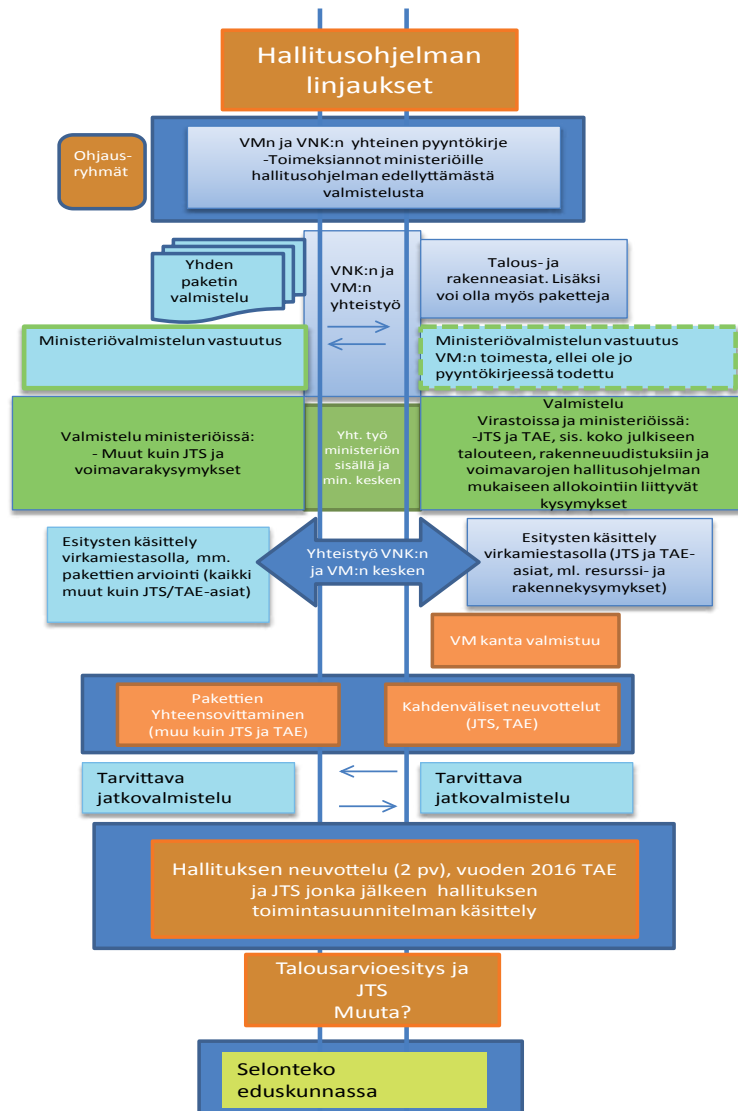 Hallitusohjelman
linjaukset
Ohjaus-
ryhmät
VMn ja VNK:n yhteinen pyyntökirje
-Toimeksiannot ministeriöille
hallitusohjelman edellyttämästä
valmistelusta
Yhden
paketin
valmistelu
VNK:n ja
VM:n
yhteistyö
Talous- ja
rakenneasiat. Lisäksi
voi olla myös paketteja
Ministeriövalmistelun vastuutus
Ministeriövalmistelun vastuutus
VM:n toimesta, ellei ole jo
pyyntökirjeessä todettu
Valmistelu ministeriöissä:
- Muut kuin JTS ja
voimavarakysymykset
Yht. työ
ministeriön
sisällä ja
min. kesken
Valmistelu
Virastoissa ja ministeriöissä:
-JTS ja TAE, sis. koko julkiseen
talouteen, rakenneuudistuksiin ja
voimavarojen hallitusohjelman
mukaiseen allokointiin liittyvät
kysymykset
Esitysten käsittely
virkamiestasolla, mm.
pakettien arviointi (kaikki
muut kuin JTS/TAE-asiat)
Yhteistyö VNK:n
ja VM:n kesken
Esitysten käsittely
virkamiestasolla (JTS ja TAE-
asiat, ml. resurssi- ja
rakennekysymykset)
VM kanta valmistuu
Pakettien
Yhteensovittaminen
(muu kuin JTS ja TAE)
Kahdenväliset neuvottelut
(JTS, TAE)
Tarvittava
jatkovalmistelu
Tarvittava
jatkovalmistelu
Hallituksen neuvottelu (2 pv), vuoden 2016 TAE
ja JTS jonka jälkeen hallituksen
toimintasuunnitelman käsittely
Talousarvioesitys ja
JTS
Muuta?
Selonteko
eduskunnassa